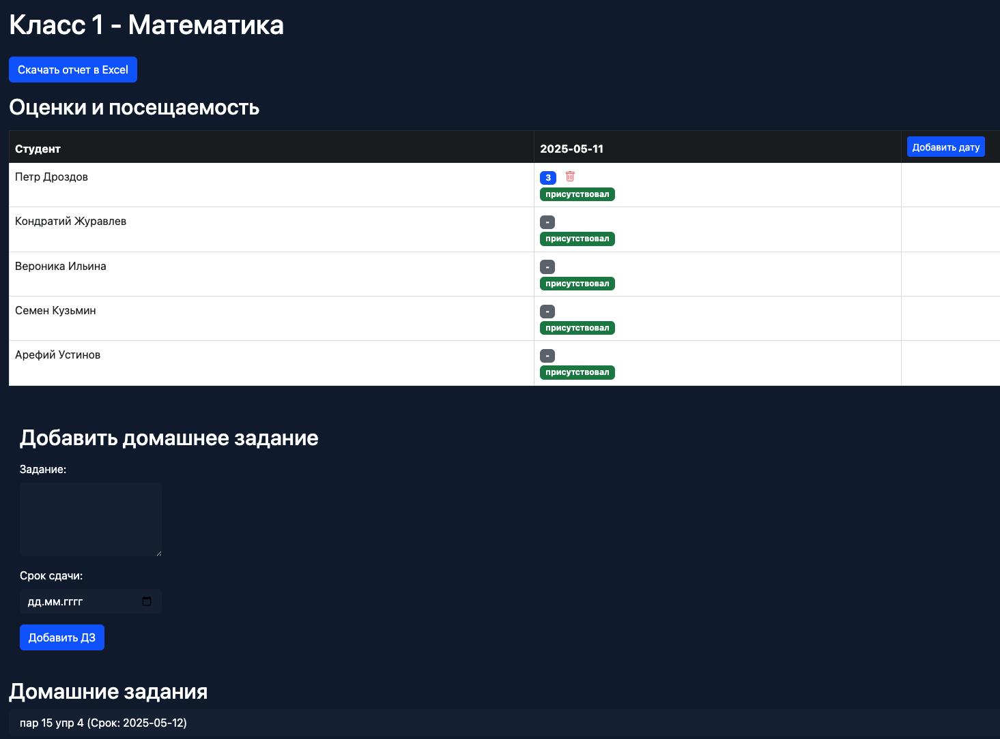 Класс 1 - Математика
Скачать отчет в Excel
Оценки и посещаемость
Студент 2025-05-11 Добавить дату
Петр Дроздов 3
присутствовал
Кондратий Журавлев -
присутствовал
Вероника Ильина -
присутствовал
Семен Кузьмин -
присутствовал
Арефий Устинов -
присутствовал
Добавить домашнее задание
Задание:
Срок сдачи:
дд.мм.гггг
Добавить ДЗ
Домашние задания
пар 15 упр 4 (Срок: 2025-05-12)